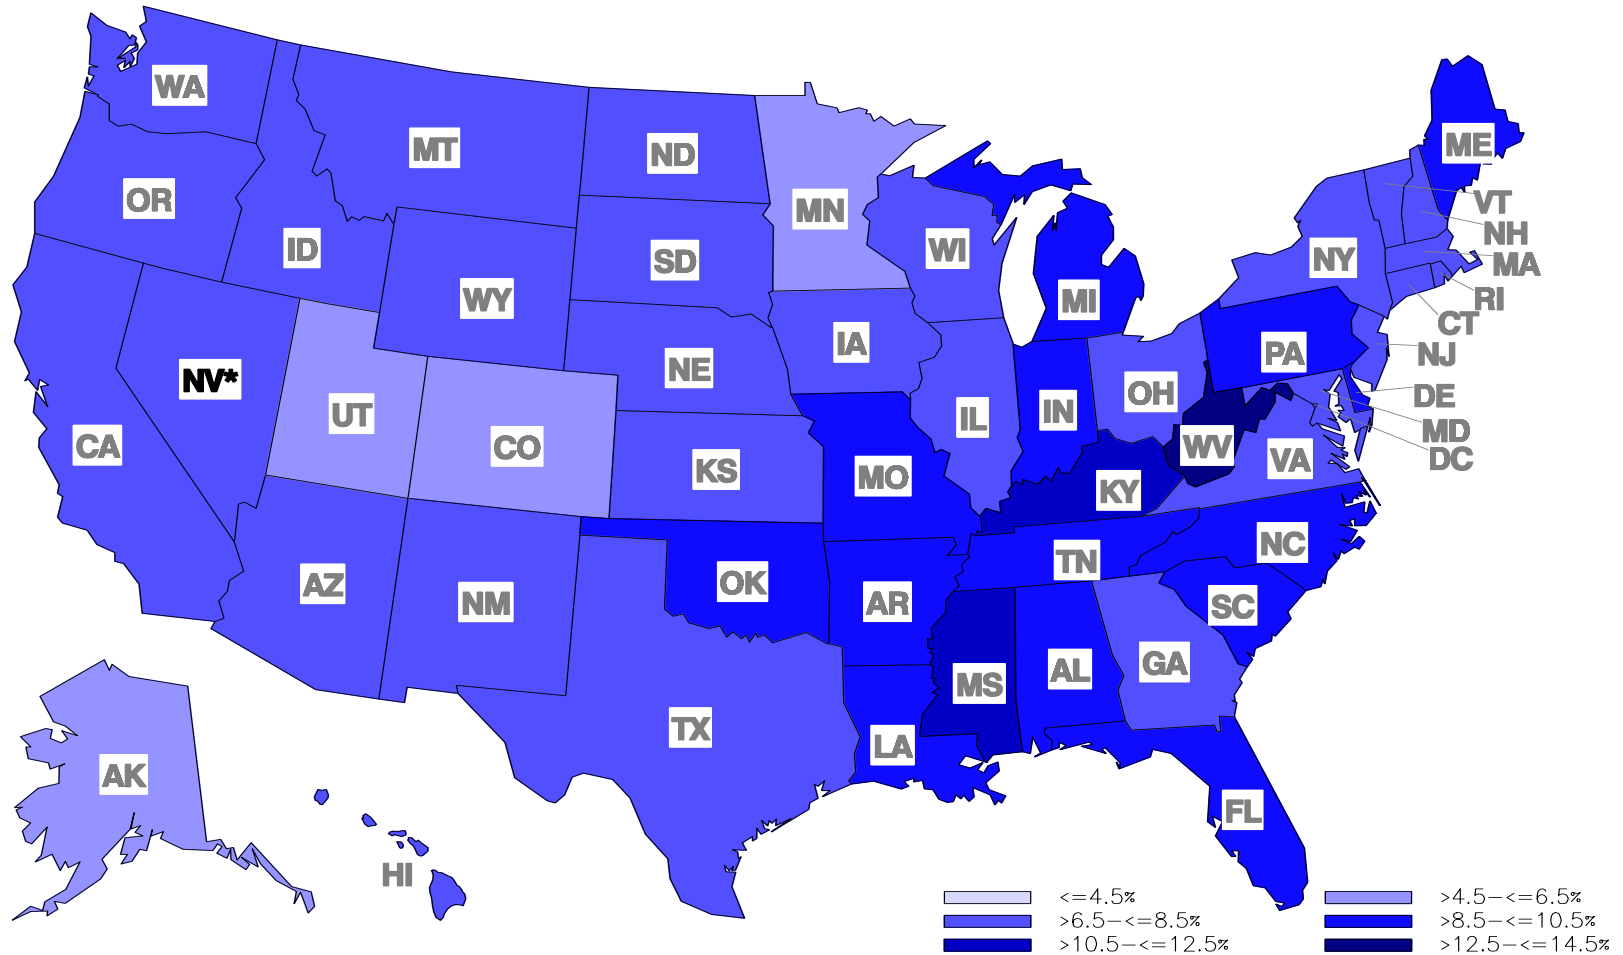 WA
MT
ND
ME
OR
MN
VT
ID
SD
WI
NH
NY
MA
WY
MI
RI
CT
IA
PA
NJ
NV*
NE
OH
DE
UT
IN
IL
MD
CA
CO
WV
VA
DC
KS
MO
KY
NC
TN
AZ
OK
NM
AR
SC
GA
MS
AL
TX
LA
AK
FL
HI
<=4.5% >4.5-<=6.5%
>6.5-<=8.5% >8.5-<=10.5%
>10.5-<=12.5% >12.5-<=14.5%